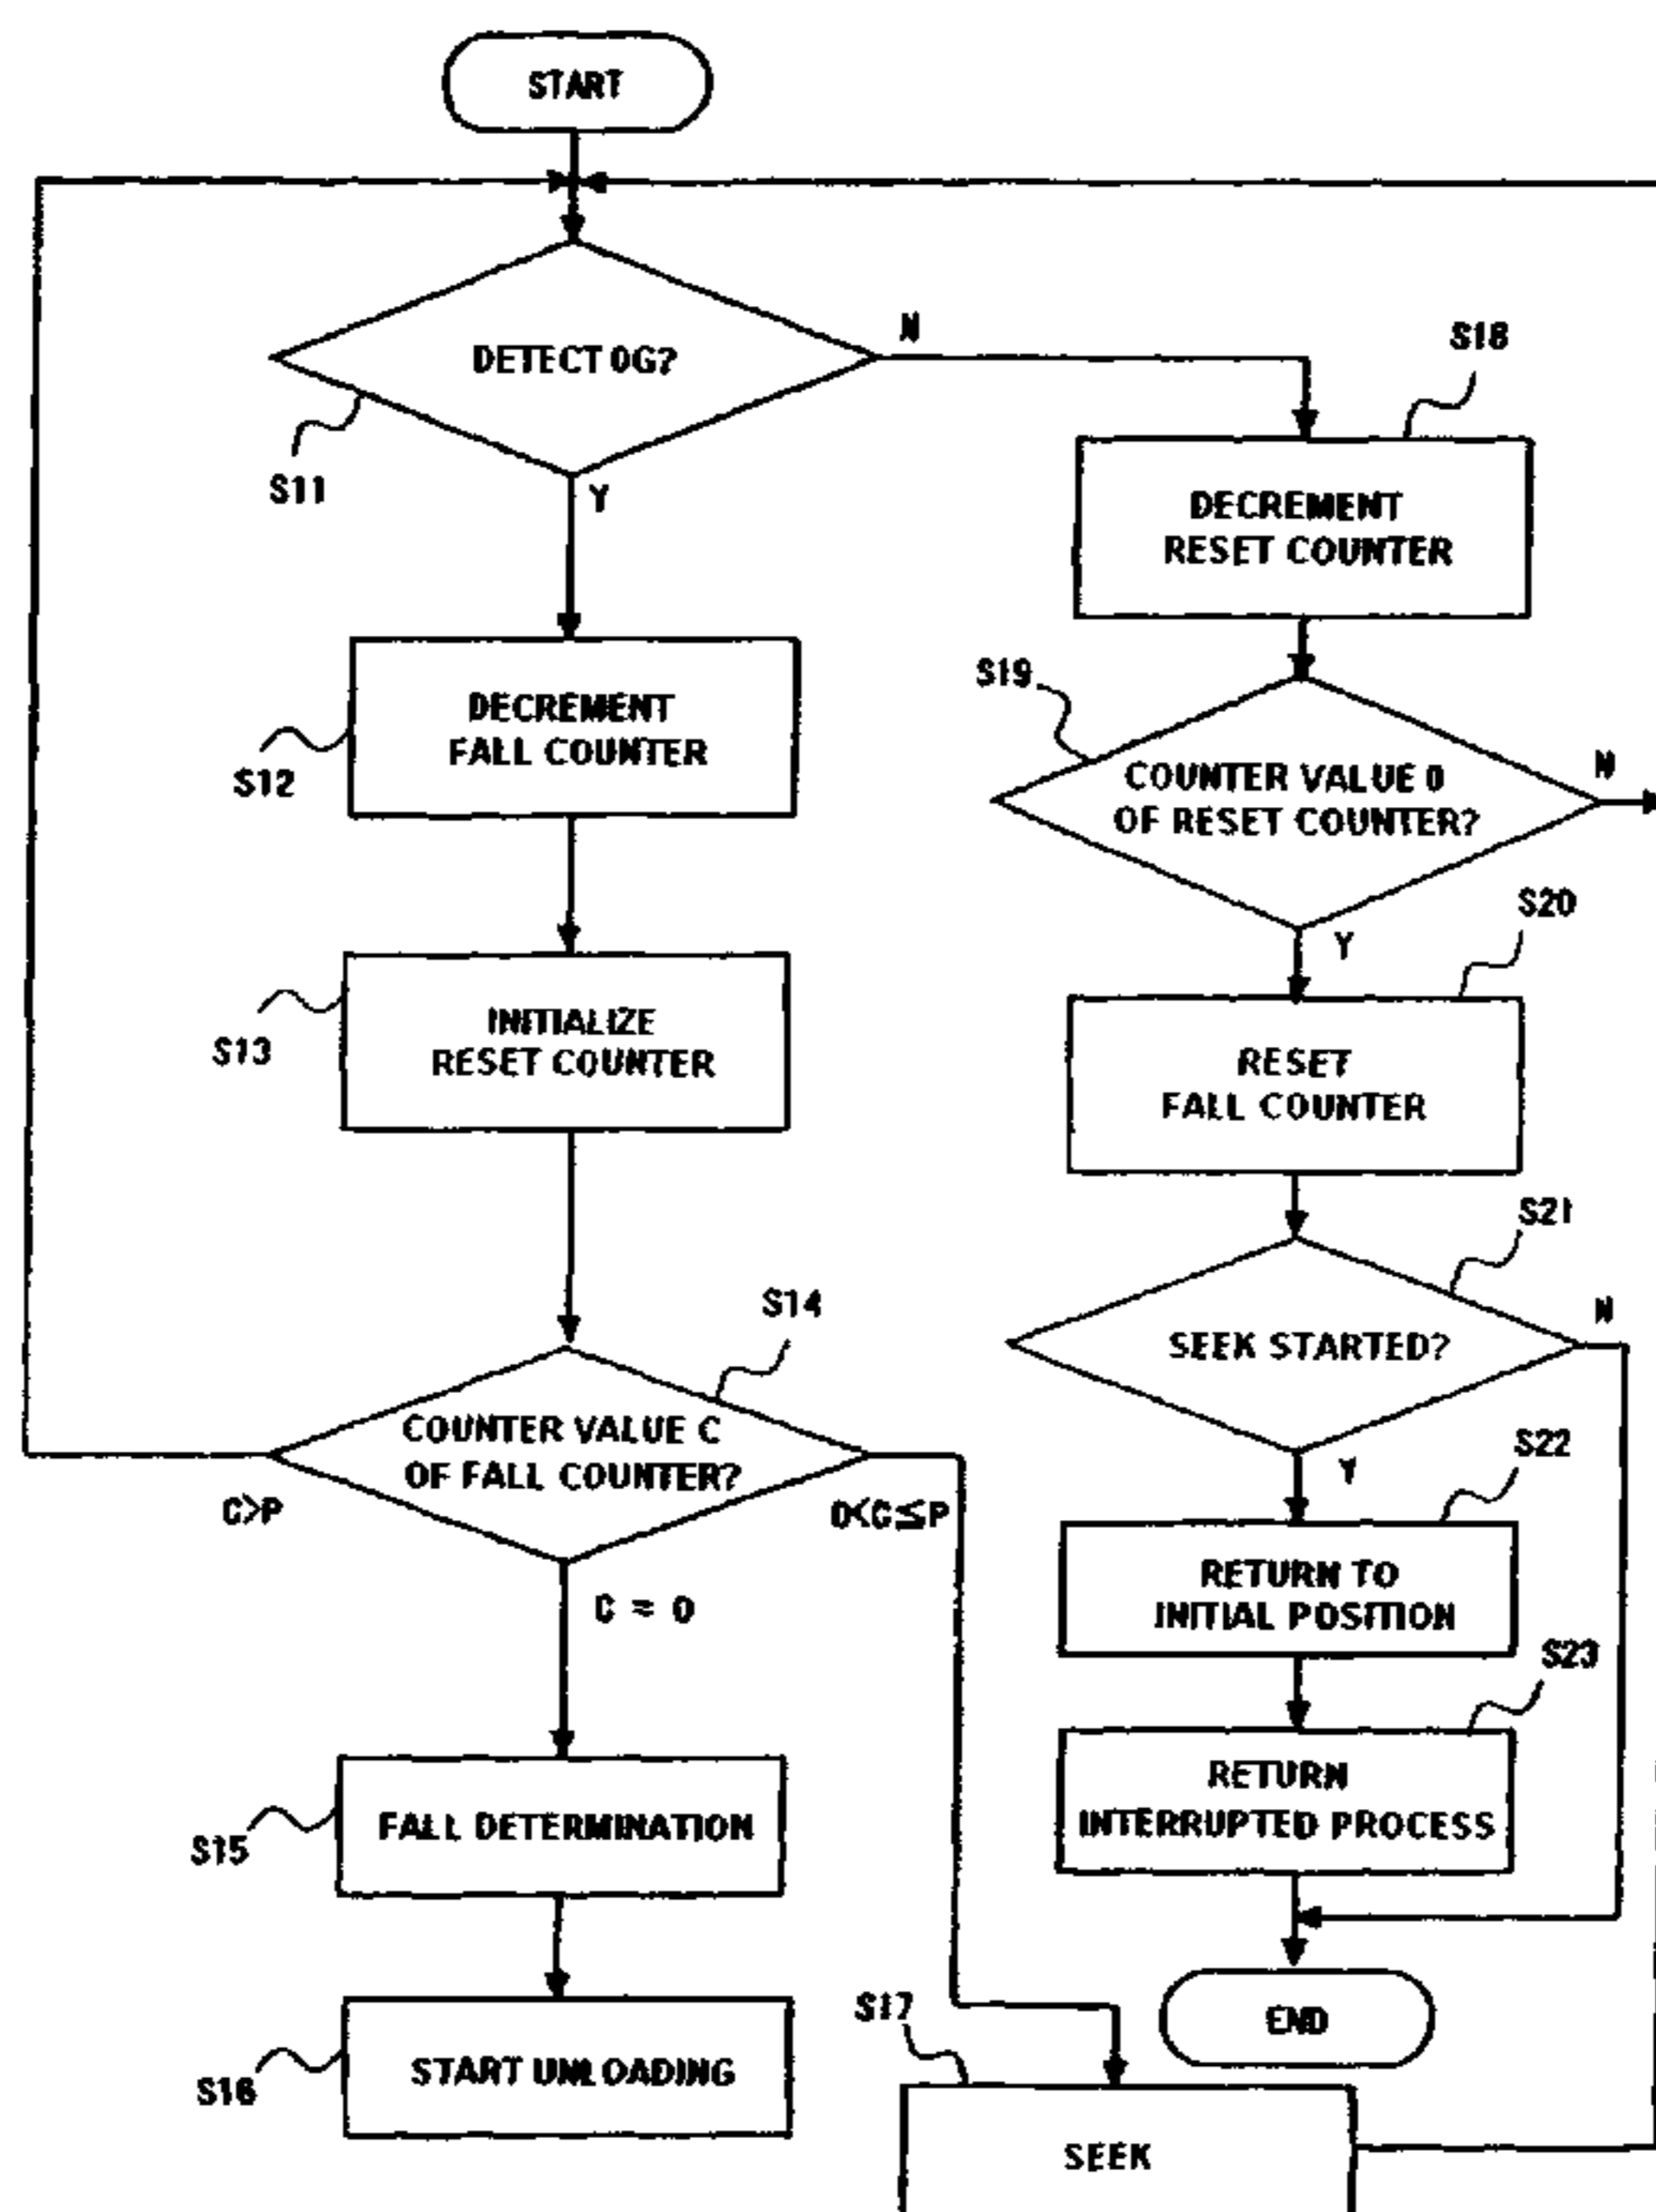 START
DETECT 0G?
N
S11
Y
S18
DECREMENT
RESET COUNTER
DECREMENT
FALL COUNTER
S12
S19
COUNTER VALUE 0
OF RESET COUNTER?
N
Y
S20
INITIALIZE
RESET COUNTER
S13
RESET
FALL COUNTER
S21
SEEK STARTED?
N
Y
S14
COUNTER VALUE C
OF FALL COUNTER?
C>P
0<C≦P
C = 0
S22
RETURN TO
INITIAL POSITION
S23
RETURN
INTERRUPTED PROCESS
FALL DETERMINATION
S15
END
START UNLOADING
S16
S17
SEEK